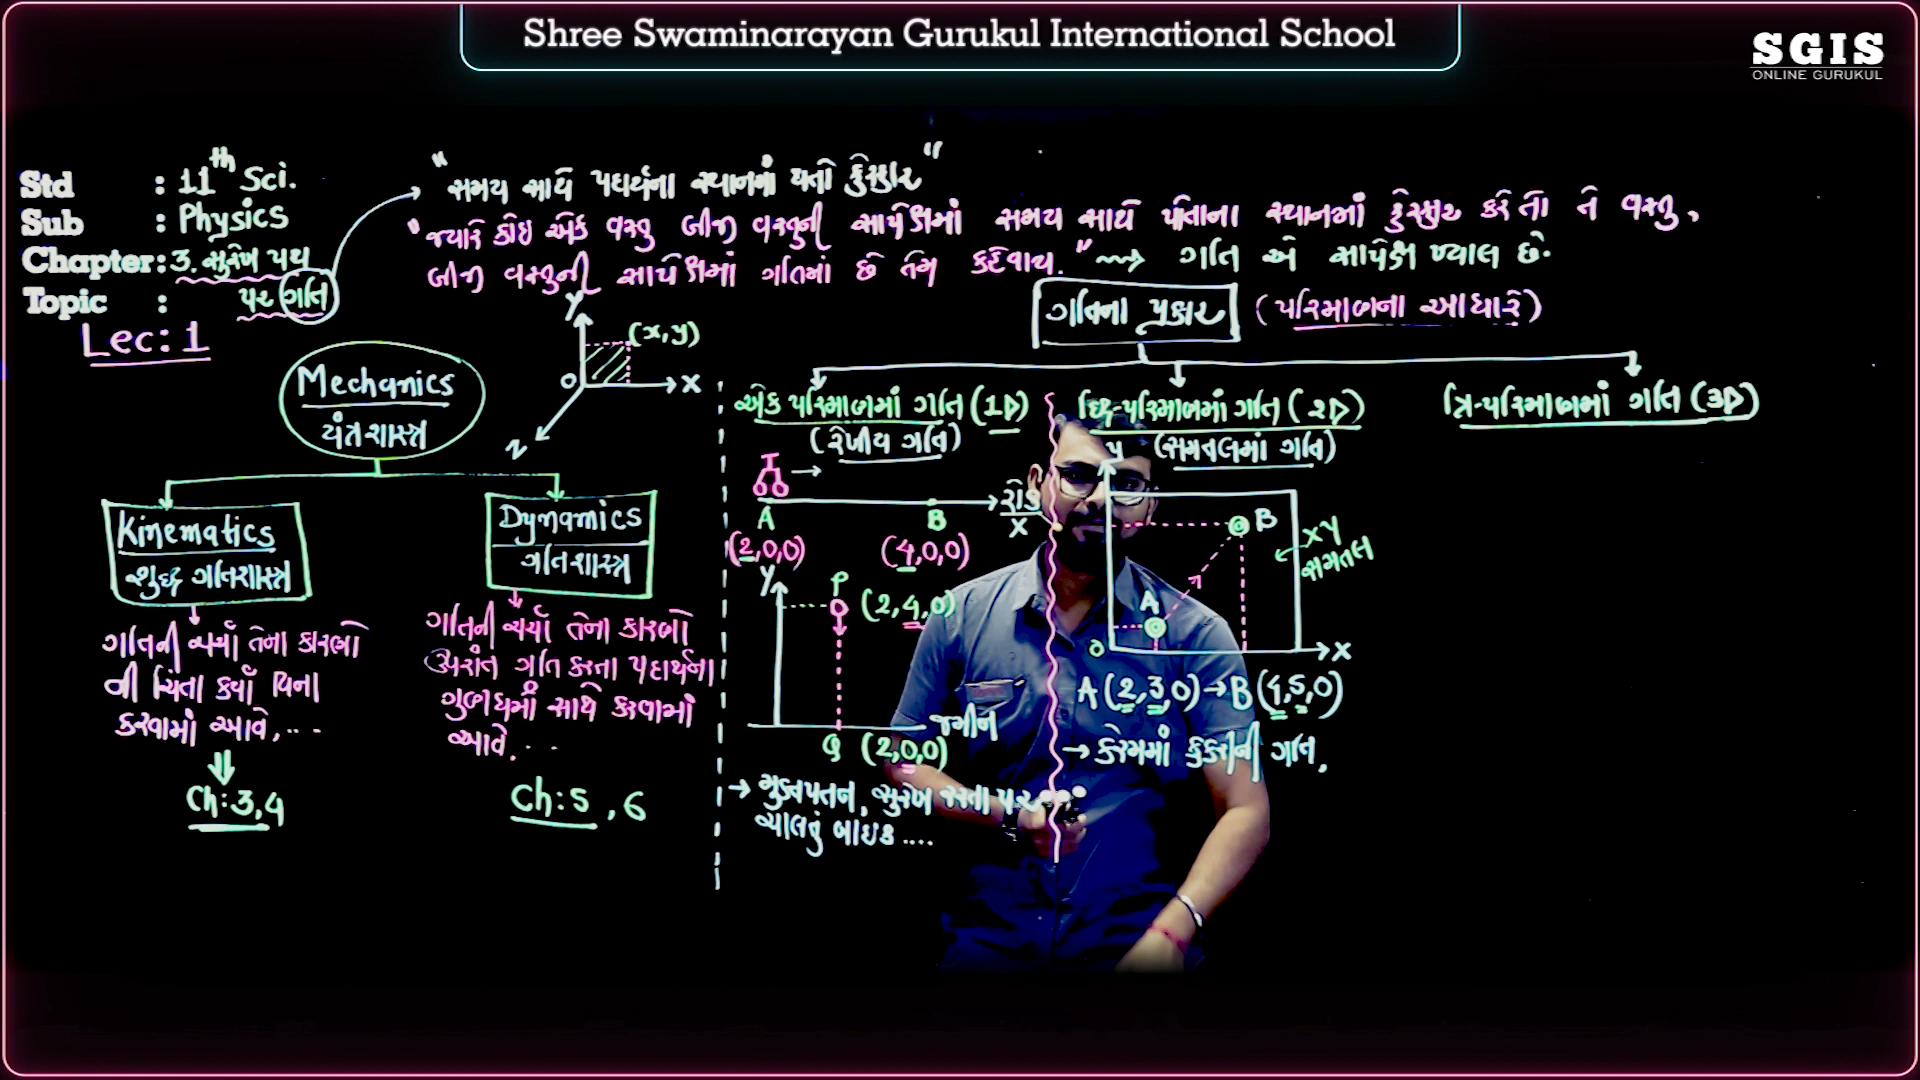 Shree Swaminarayan Gurukul International School
SGIS
ONLINE GURUKUL
Std : 11th Sci.
Sub : Physics
Chapter: 3. સુરેખ પથ
Topic : પર ગતિ
Lec: 1
"સમય સાથે પદાર્થના સ્થાનમાં થતો ફેરફાર"
"જ્યારે કોઇ એક વસ્તુ બીજી વસ્તુની સાપેક્ષમાં સમય સાથે પોતાના સ્થાનમાં ફેરફાર કરે તો તે વસ્તુ,
બીજી વસ્તુની સાપેક્ષમાં ગતિમાં છે તેમ કહેવાય." ગતિ એ સાપેક્ષ ખ્યાલ છે.
Mechanics
યંત્રશાસ્ત્ર
Y
(x,y)
O
X
Z
Kinematics
શુદ્ધ ગતિશાસ્ત્ર
ગતિની ચર્ચા તેના કારણો
ની ચિંતા કર્યા વિના
કરવામાં આવે,...
Ch:3,4
Dynamics
ગતિશાસ્ત્ર
ગતિની ચર્ચા તેના કારણો
ઉપરાંત ગતિ કરતા પદાર્થના
ગુણધર્મો સાથે કરવામાં
આવે...
Ch:5,6
ગતિના પ્રકાર (પરિમાણના આધારે)
એક પરિમાણમાં ગતિ (1D)
(રેખીય ગતિ)
રોડ
A B X
(2,0,0) (4,0,0)
Y
P (2,4,0)
જમીન
Q (2,0,0)
→ મુક્તપતન, સુરેખ રસ્તા પર
ચાલતું બાઇક ....
દ્વિ-પરિમાણમાં ગતિ (2D)
(સમતલમાં ગતિ)
Y
B
XY
સમતલ
A
O
X
A(2,3,0)→B(4,5,0)
→ કેરમમાં કુકરીની ગતિ.
ત્રિ-પરિમાણમાં ગતિ (3D)